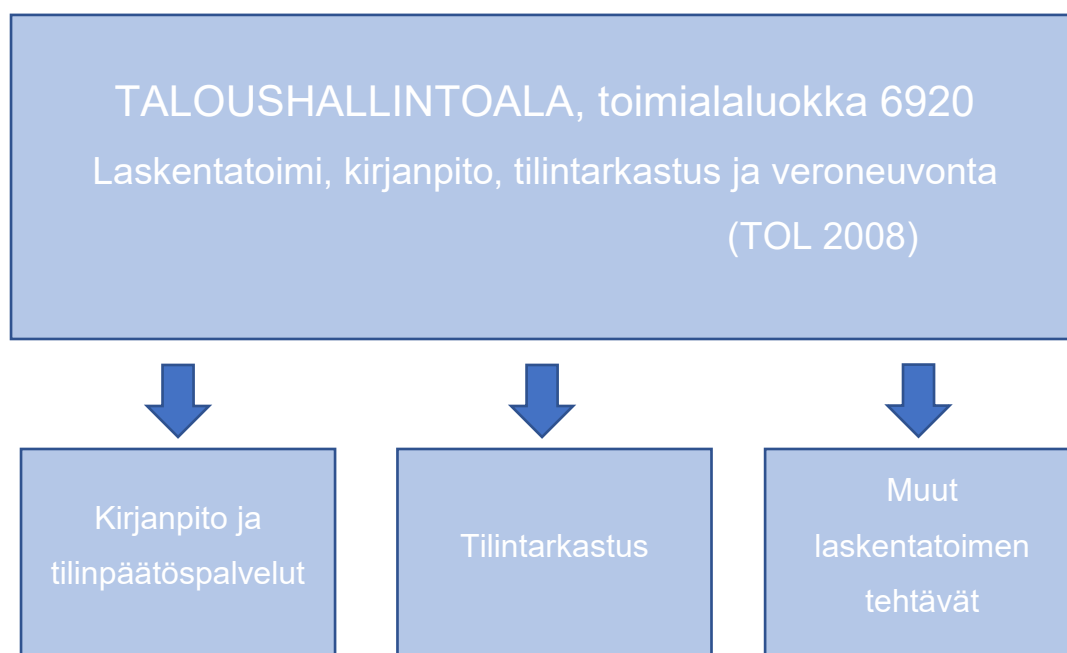 TALOUSHALLINTOALA, toimialaluokka 6920
Laskentatoimi, kirjanpito, tilintarkastus ja veroneuvonta
(TOL 2008)
Kirjanpito ja
tilinpäätöspalvelut
Tilintarkastus
Muut
laskentatoimen
tehtävät